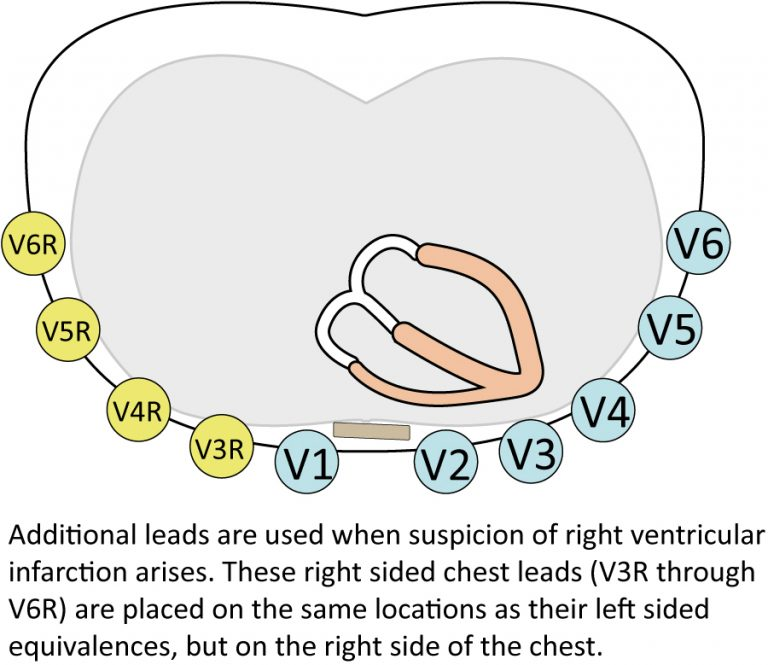 V6R
V6
V5R
V5
V4R
V4
V3R
V1
V2
V3
Additional leads are used when suspicion of right ventricular
infarction arises. These right sided chest leads (V3R through
V6R) are placed on the same locations as their left sided
equivalences, but on the right side of the chest.